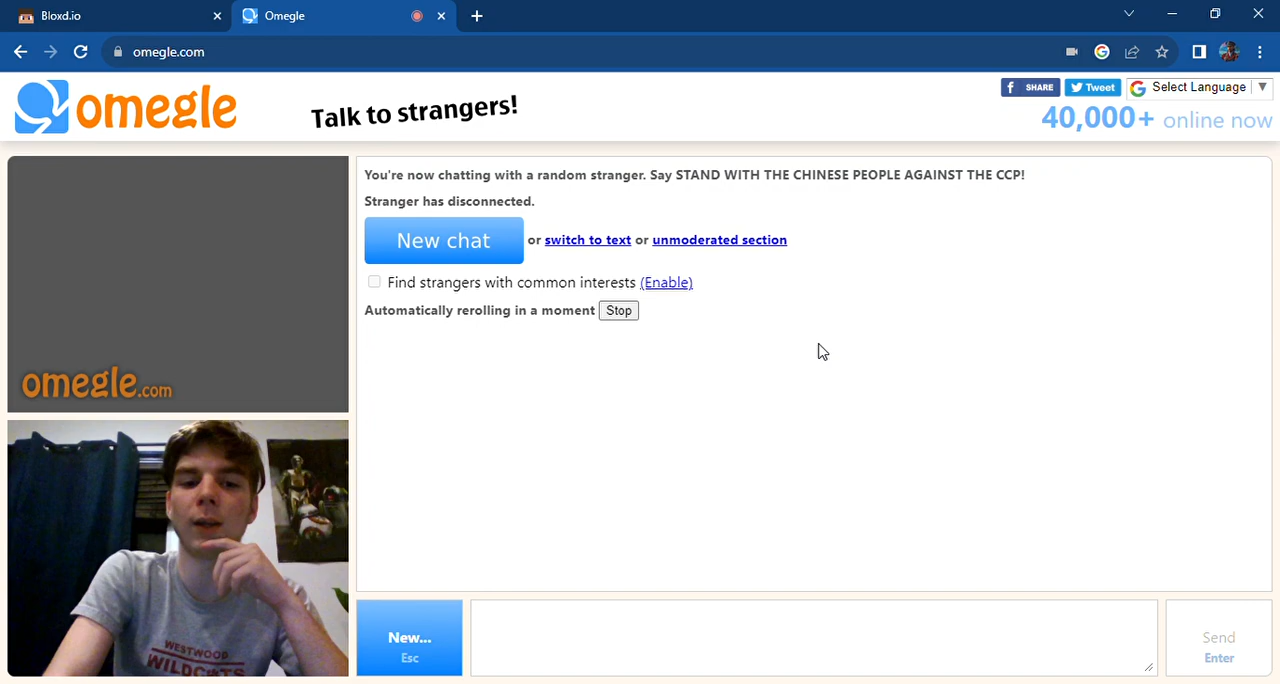 Bloxd.io
Omegle
omegle.com
omegle
Talk to strangers!
SHARE
Tweet
Select Language
40,000+ online now
You're now chatting with a random stranger. Say STAND WITH THE CHINESE PEOPLE AGAINST THE CCP!
Stranger has disconnected.
New chat or switch to text or unmoderated section
Find strangers with common interests (Enable)
Automatically rerolling in a moment Stop
omegle.com
WESTWOOD
WILDCATS
New...
Esc
Send
Enter